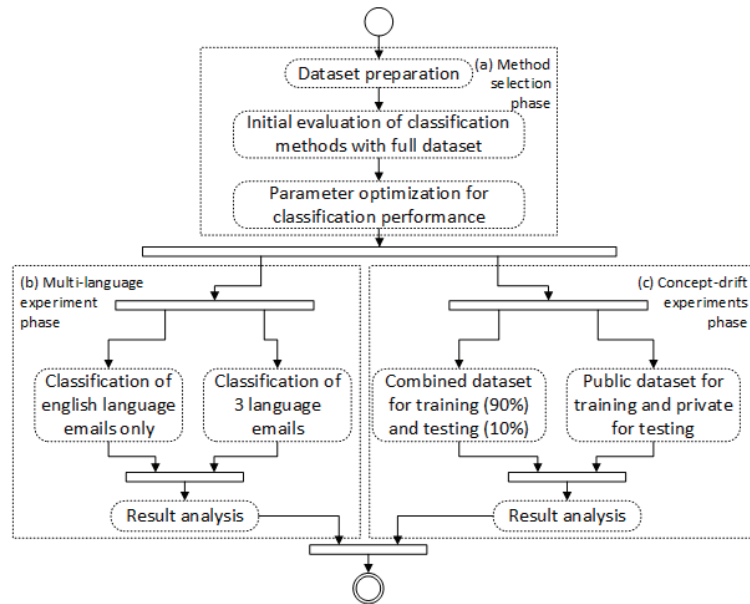 Dataset preparation
(a) Method
selection
phase
Initial evaluation of classification
methods with full dataset
Parameter optimization for
classification performance
(b) Multi-language
experiment
phase
(c) Concept-drift
experiments
phase
Classification of
english language
emails only
Classification of
3 language
emails
Combined dataset
for training (90%)
and testing (10%)
Public dataset for
training and private
for testing
Result analysis
Result analysis